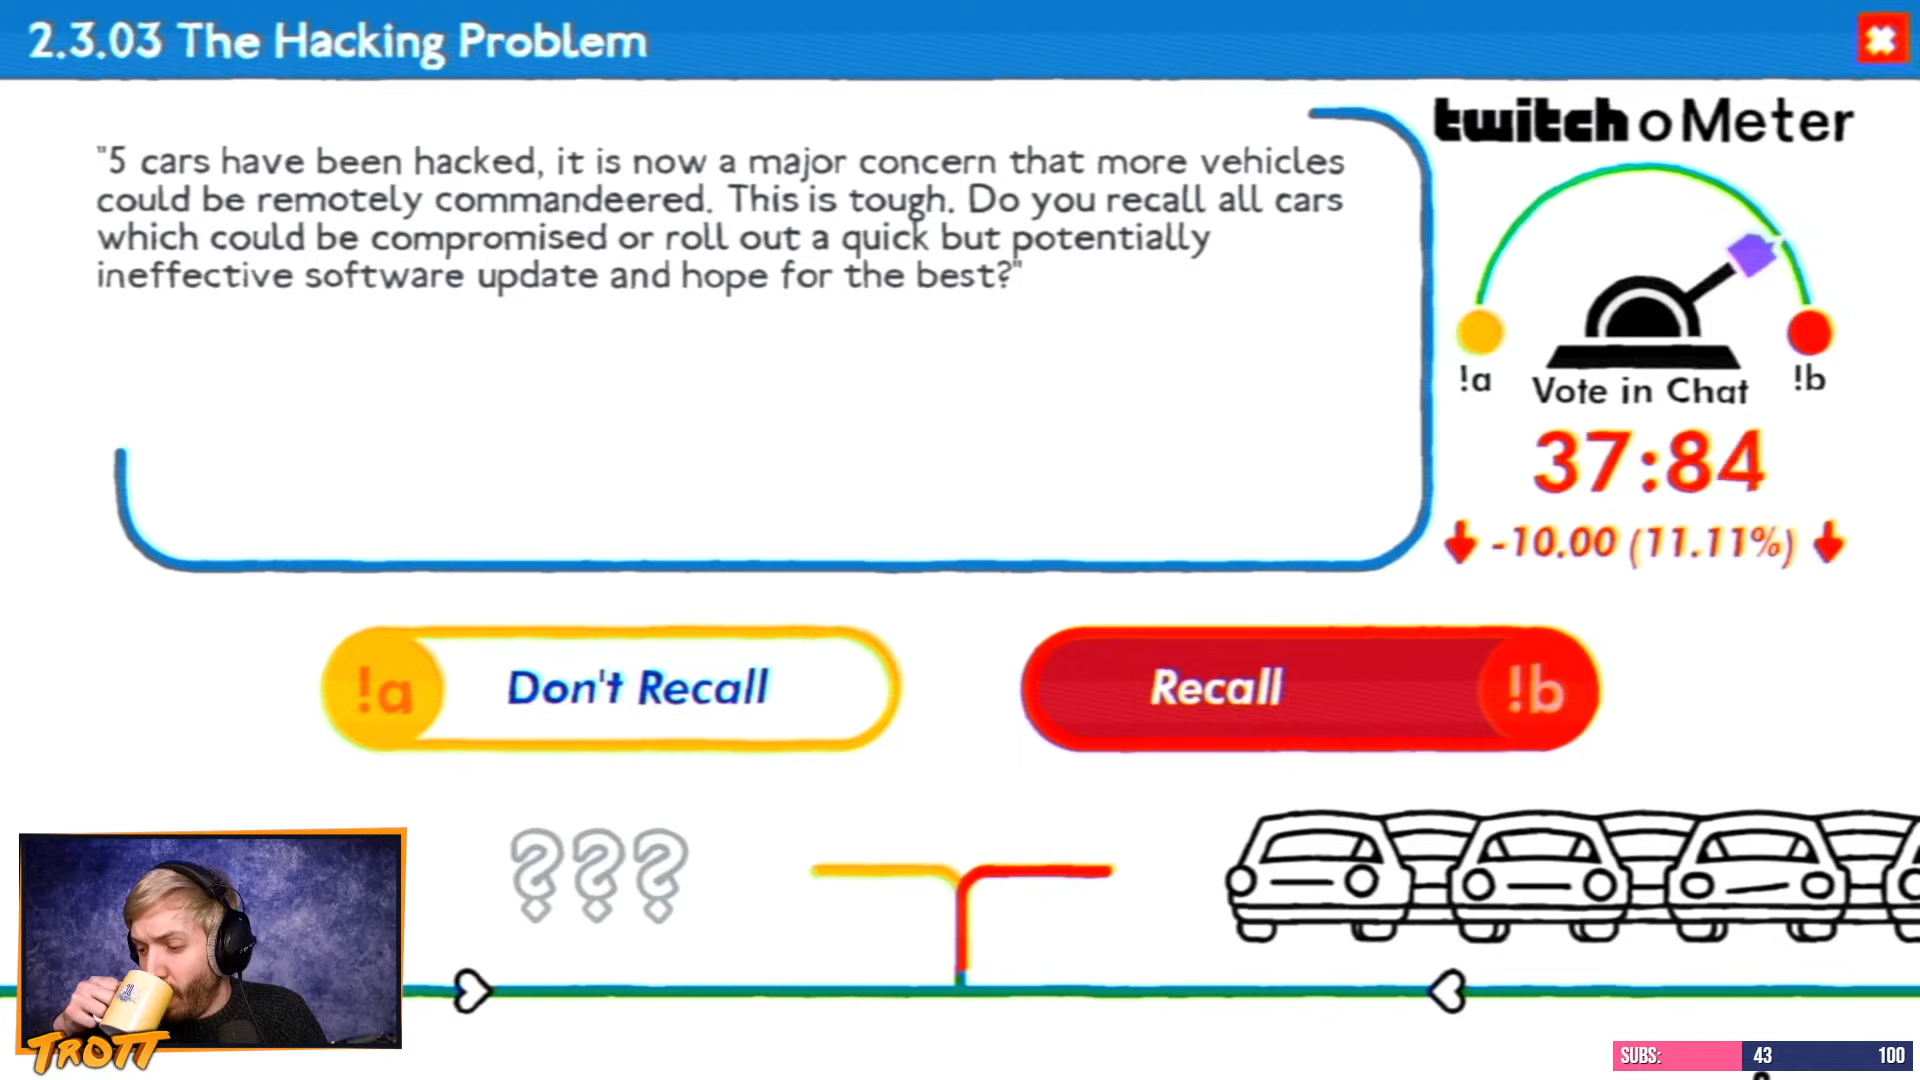 2.3.03 The Hacking Problem
"5 cars have been hacked, it is now a major concern that more vehicles
could be remotely commandeered. This is tough. Do you recall all cars
which could be compromised or roll out a quick but potentially
ineffective software update and hope for the best?"
twitch o Meter
!a
!b
Vote in Chat
37:84
-10.00 (11.11%)
!a Don't Recall
Recall !b
???
TROTT
SUBS: 43 100